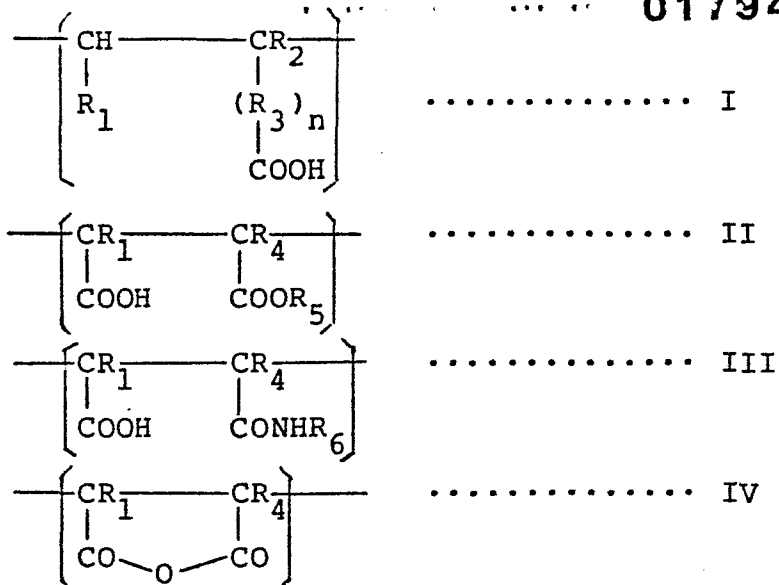 01794
CH CR2
R1 (R3)n .............. I
COOH
CR1 CR4 .............. II
COOH COOR5
CR1 CR4 .............. III
COOH CONHR6
CR1 CR4 .............. IV
CO O CO